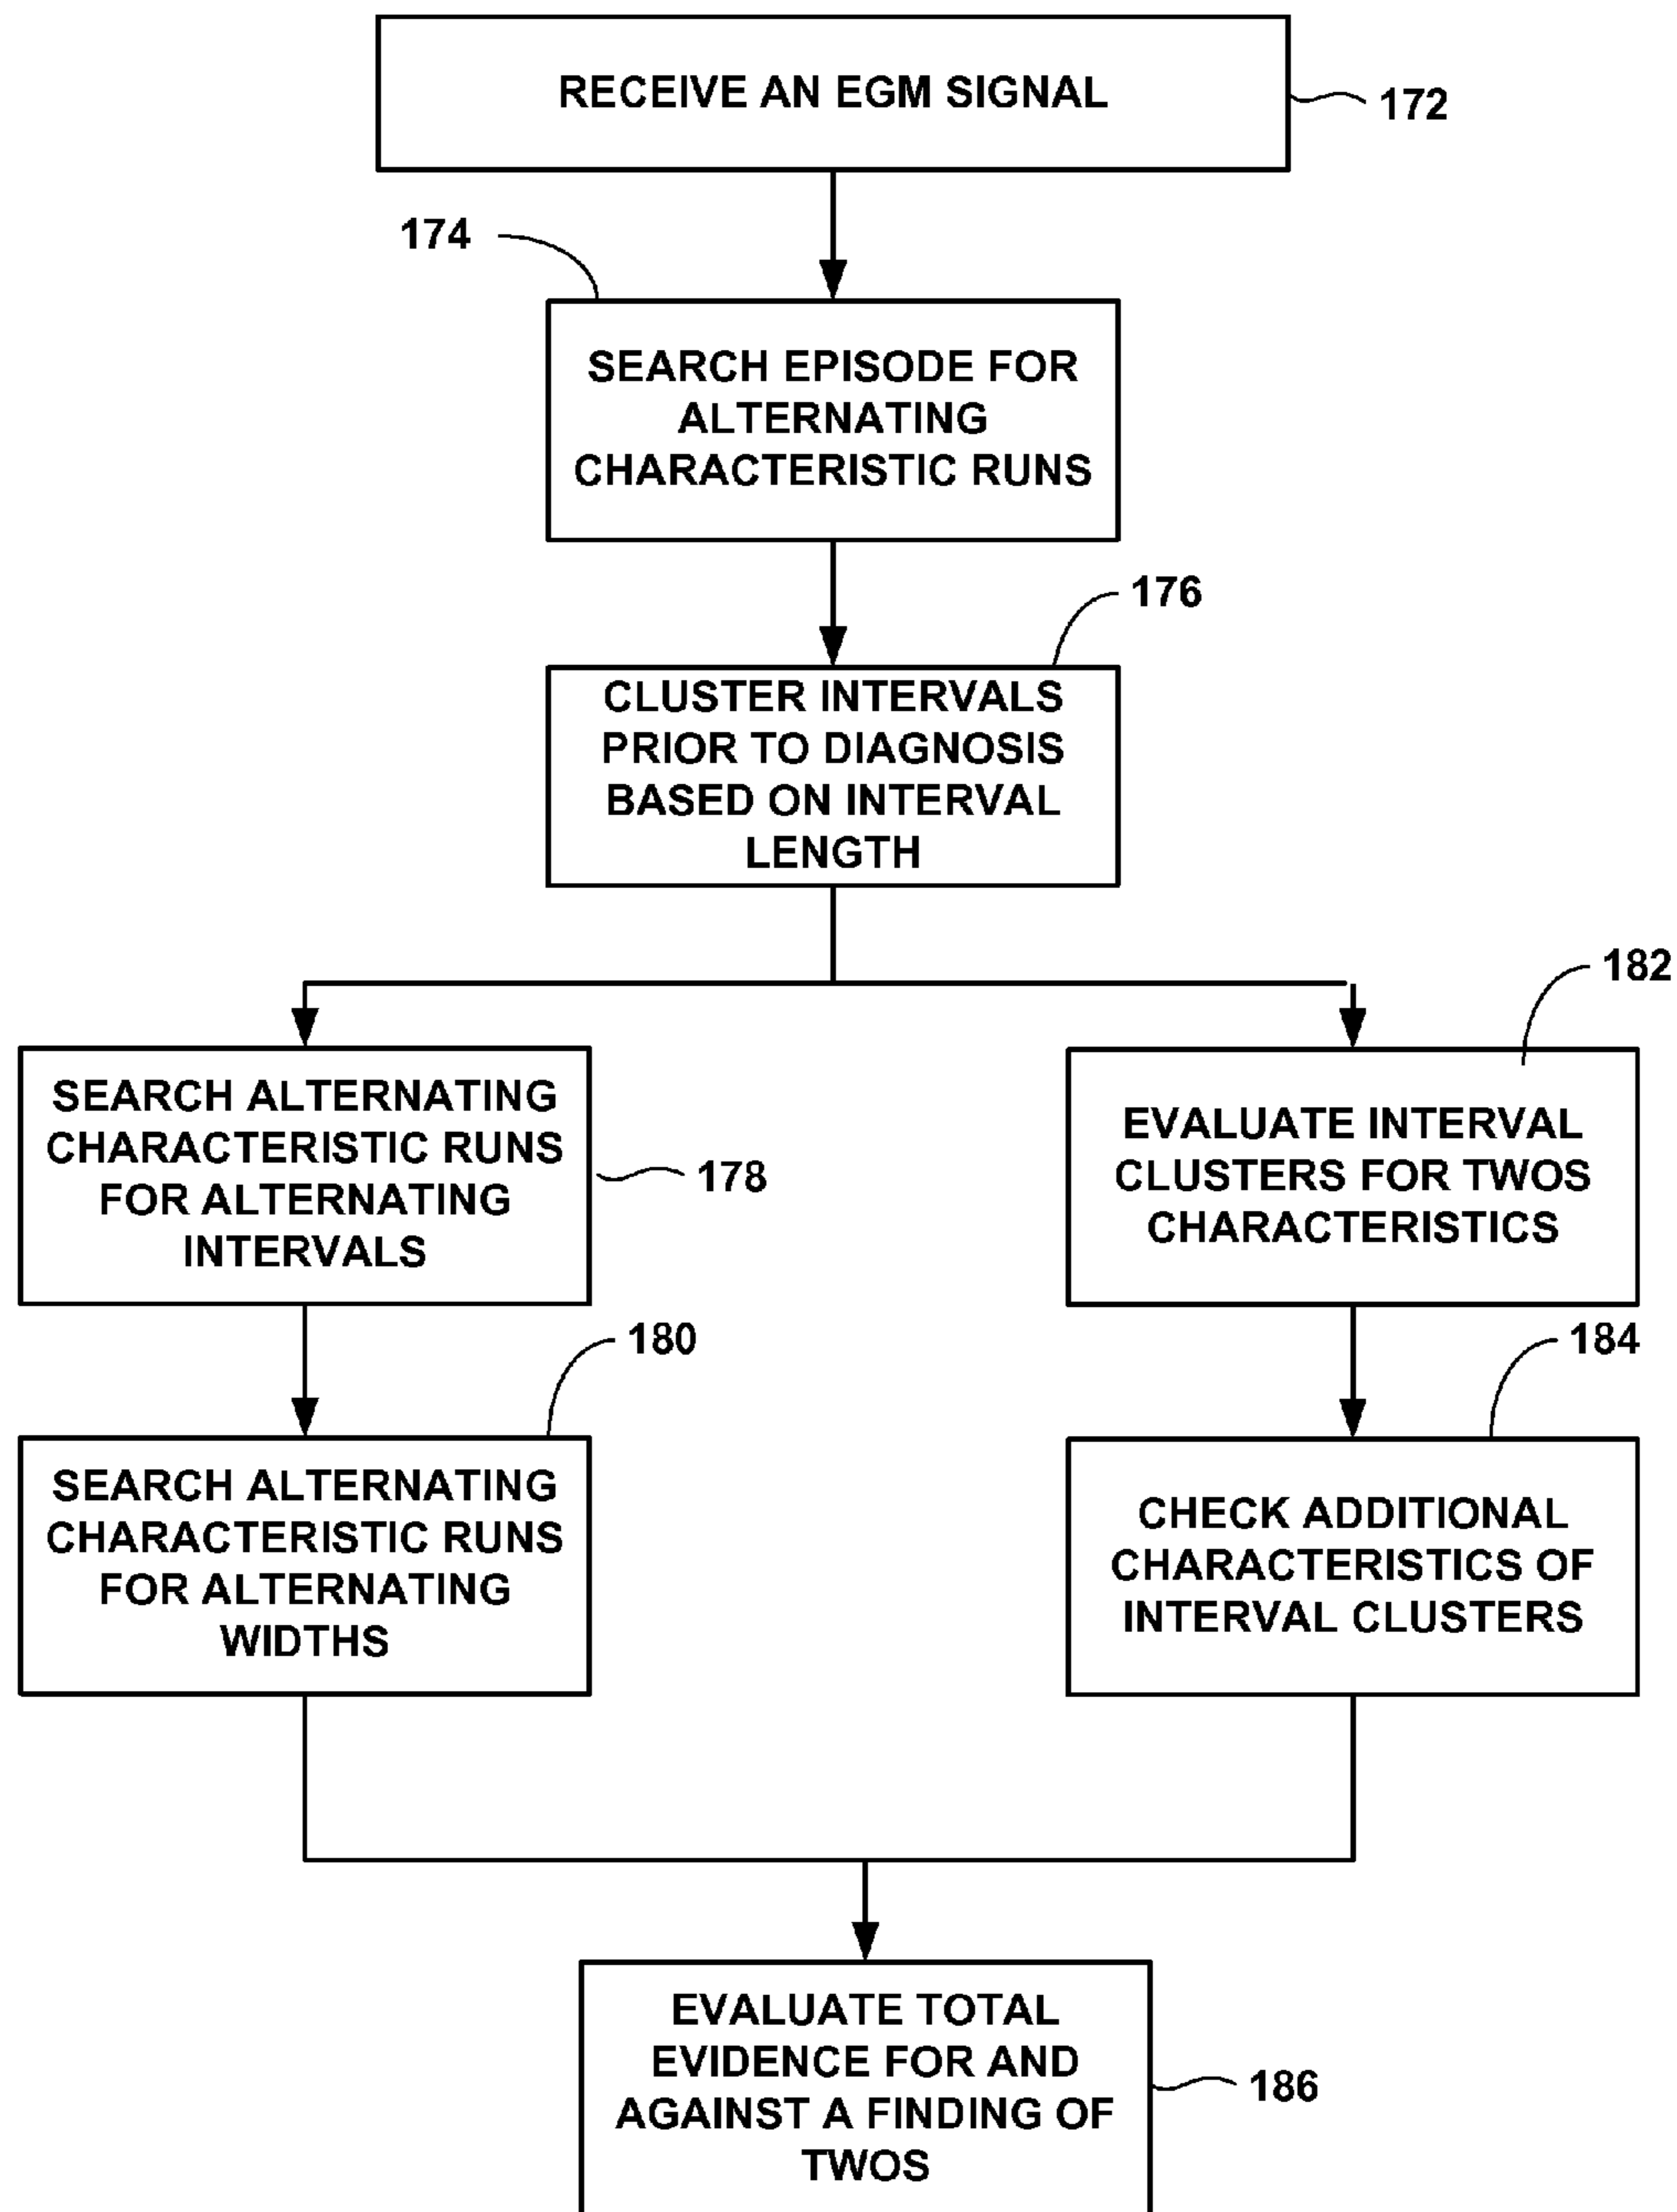 RECEIVE AN EGM SIGNAL
172
174
SEARCH EPISODE FOR
ALTERNATING
CHARACTERISTIC RUNS
176
CLUSTER INTERVALS
PRIOR TO DIAGNOSIS
BASED ON INTERVAL
LENGTH
SEARCH ALTERNATING
CHARACTERISTIC RUNS
FOR ALTERNATING
INTERVALS
178
180
SEARCH ALTERNATING
CHARACTERISTIC RUNS
FOR ALTERNATING
WIDTHS
182
EVALUATE INTERVAL
CLUSTERS FOR TWOS
CHARACTERISTICS
184
CHECK ADDITIONAL
CHARACTERISTICS OF
INTERVAL CLUSTERS
EVALUATE TOTAL
EVIDENCE FOR AND
AGAINST A FINDING OF
TWOS
186